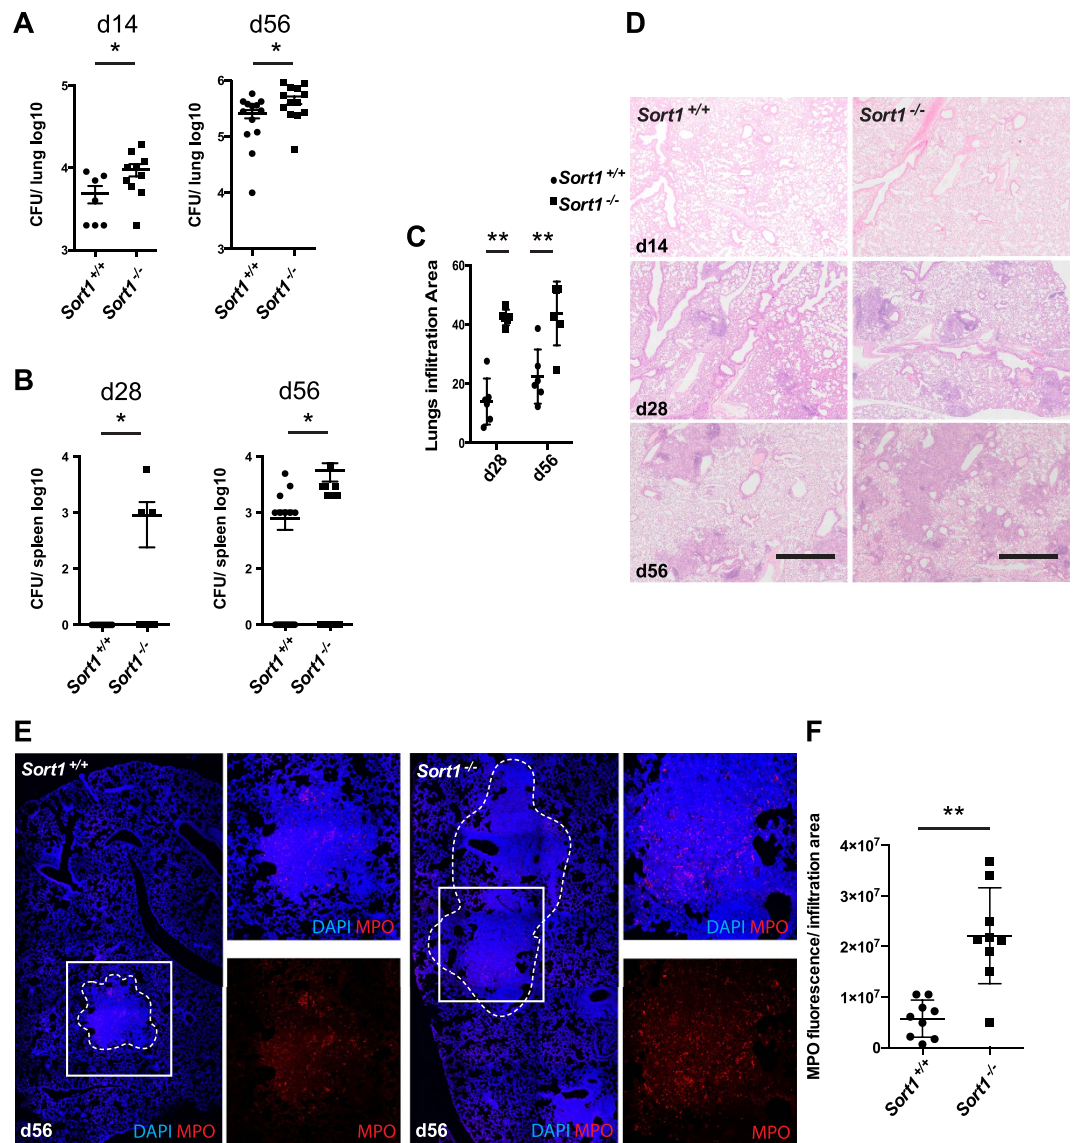 A
d14
d56
*
*
CFU/ lung log10
5
4
3
Sort1 +/+
Sort1 -/-
CFU/ lung log10
6
5
4
3
Sort1 +/+
Sort1 -/-
B
d28
d56
*
*
CFU/ spleen log10
4
3
2
0
Sort1 +/+
Sort1 -/-
CFU/ spleen log10
4
3
2
0
Sort1 +/+
Sort1 -/-
C
Sort1 +/+
Sort1 -/-
**
**
Lungs inflitration Area
60
40
20
0
d28
d56
D
Sort1 +/+
Sort1 -/-
d14
d28
d56
E
Sort1 +/+
d56
DAPI MPO
DAPI MPO
MPO
Sort1 -/-
d56
DAPI MPO
DAPI MPO
MPO
F
**
MPO fluorescence/ infiltration area
4×10⁷
3×10⁷
2×10⁷
1×10⁷
0
Sort1 +/+
Sort1 -/-